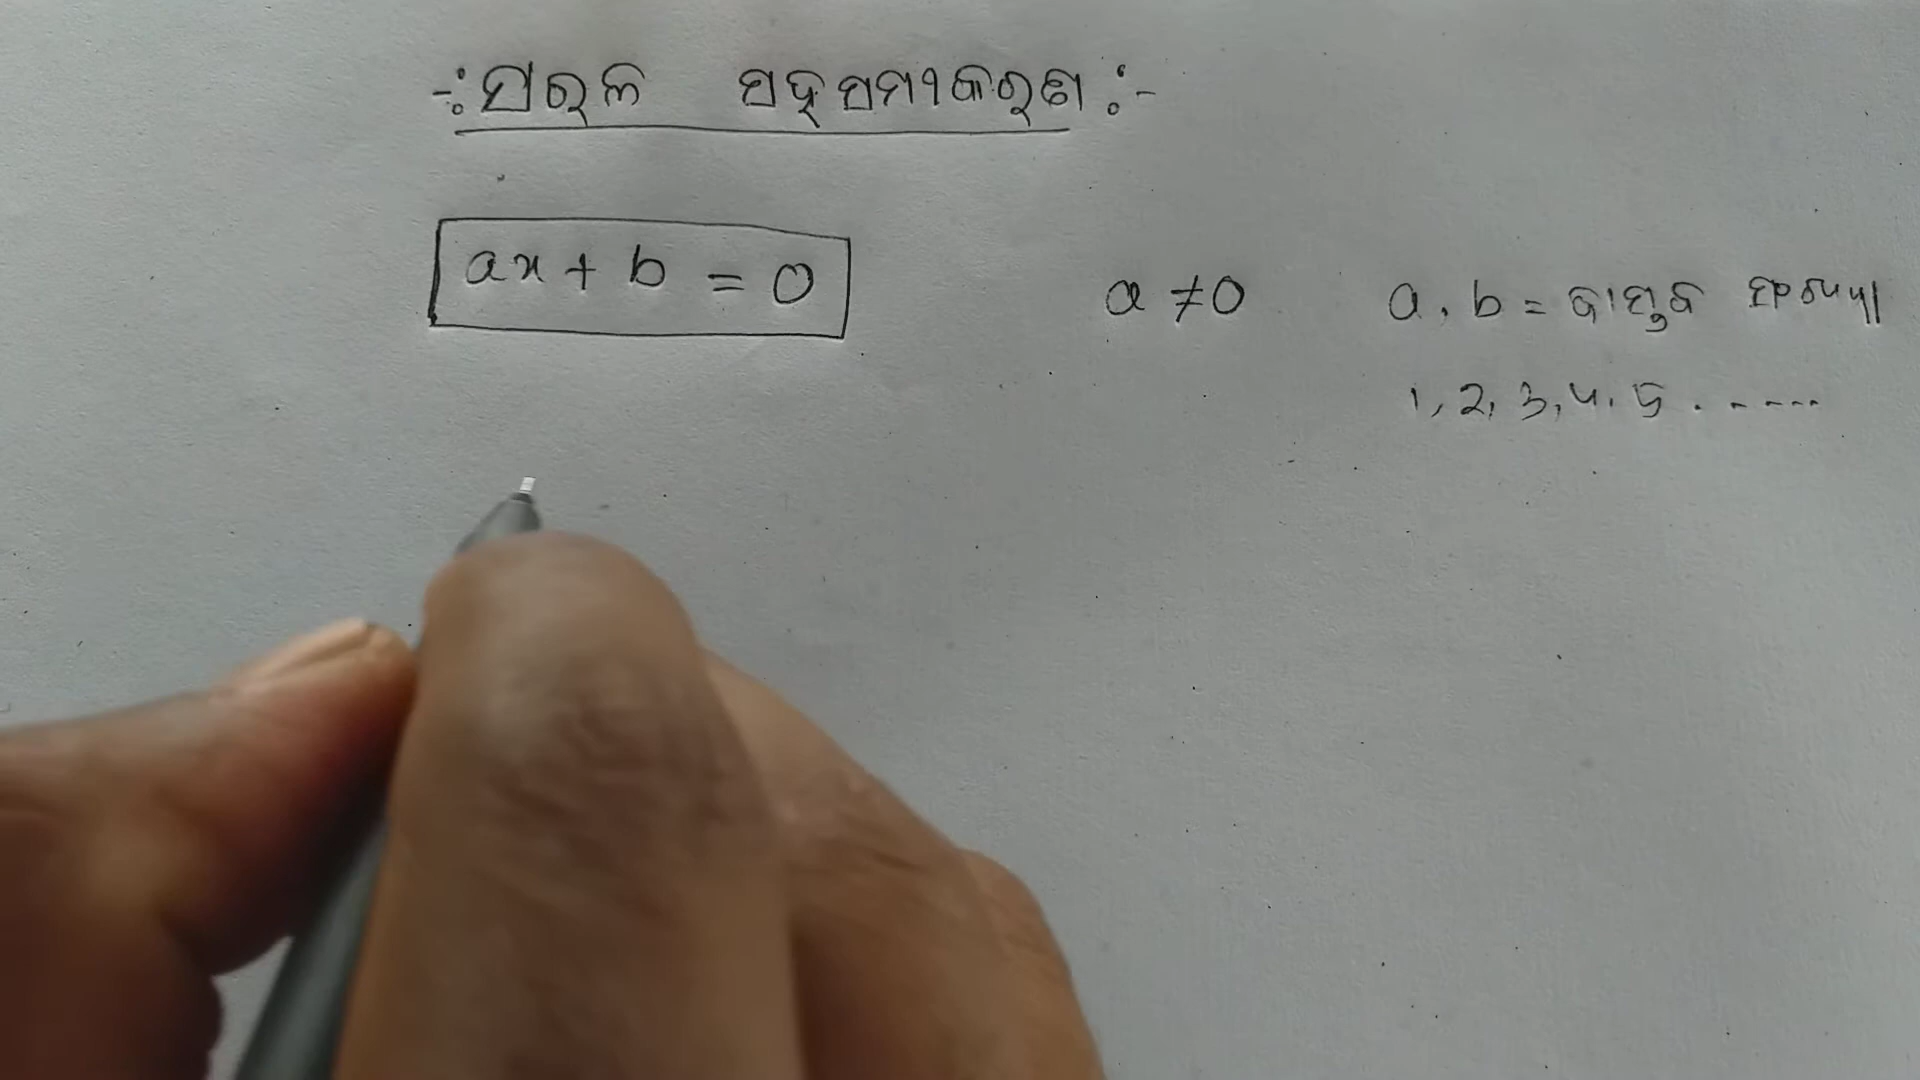 -: ସରଳ ସହସମୀକରଣ :-
ax + b = 0
a ≠ 0 a, b = ବାସ୍ତବ ସଂଖ୍ୟା
1, 2, 3, 4, 5 . - - - - -